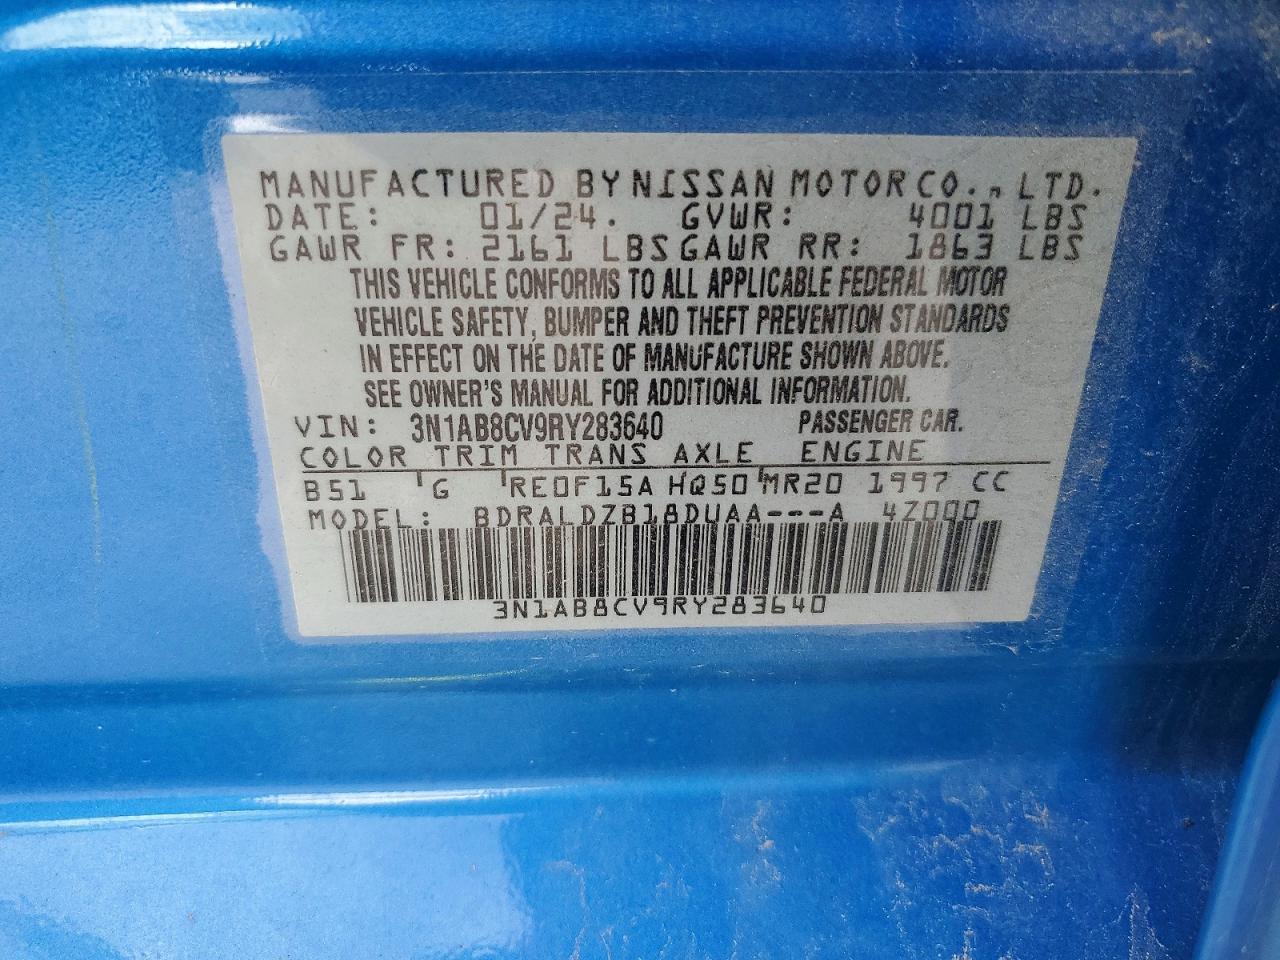 MANUFACTURED BY NISSAN MOTOR CO., LTD.
DATE: 01/24. GVWR: 4001 LBS
GAWR FR: 2161 LBS GAWR RR: 1863 LBS
THIS VEHICLE CONFORMS TO ALL APPLICABLE FEDERAL MOTOR
VEHICLE SAFETY, BUMPER AND THEFT PREVENTION STANDARDS
IN EFFECT ON THE DATE OF MANUFACTURE SHOWN ABOVE.
SEE OWNER'S MANUAL FOR ADDITIONAL INFORMATION.
VIN: 3N1AB8CV9RY283640 PASSENGER CAR.
COLOR TRIM TRANS AXLE ENGINE
B51 G RE0F15A HQ50 MR20 1997 CC
MODEL: BDRALDZB18DUAA---A 4Z000
3N1AB8CV9RY283640